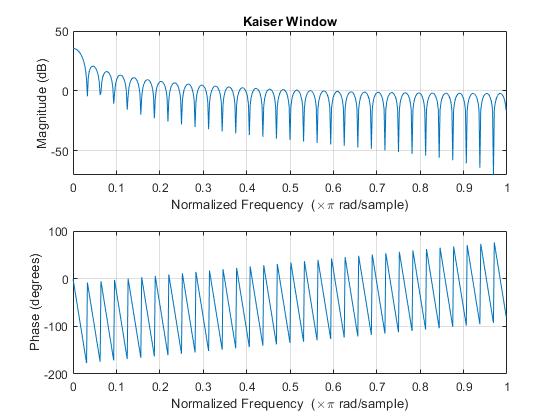 Kaiser Window
50
0
-50
Magnitude (dB)
0 0.1 0.2 0.3 0.4 0.5 0.6 0.7 0.8 0.9 1
Normalized Frequency (×π rad/sample)
100
0
-100
-200
Phase (degrees)
0 0.1 0.2 0.3 0.4 0.5 0.6 0.7 0.8 0.9 1
Normalized Frequency (×π rad/sample)